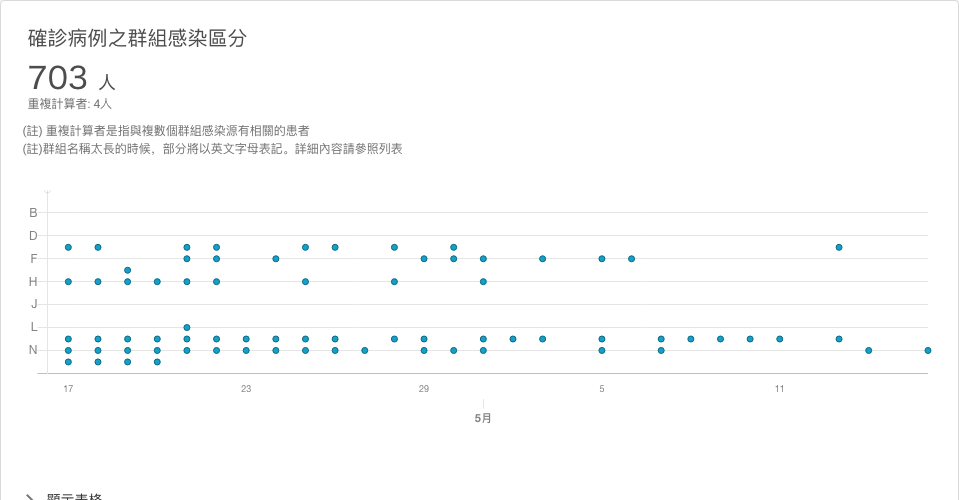 確診病例之群組感染區分
703 人
重複計算者: 4人
(註) 重複計算者是指與複數個群組感染源有相關的患者
(註)群組名稱太長的時候，部分將以英文字母表記。詳細內容請參照列表
B
D
F
H
J
L
N
17 23 29 5 11
5月
顯示表格